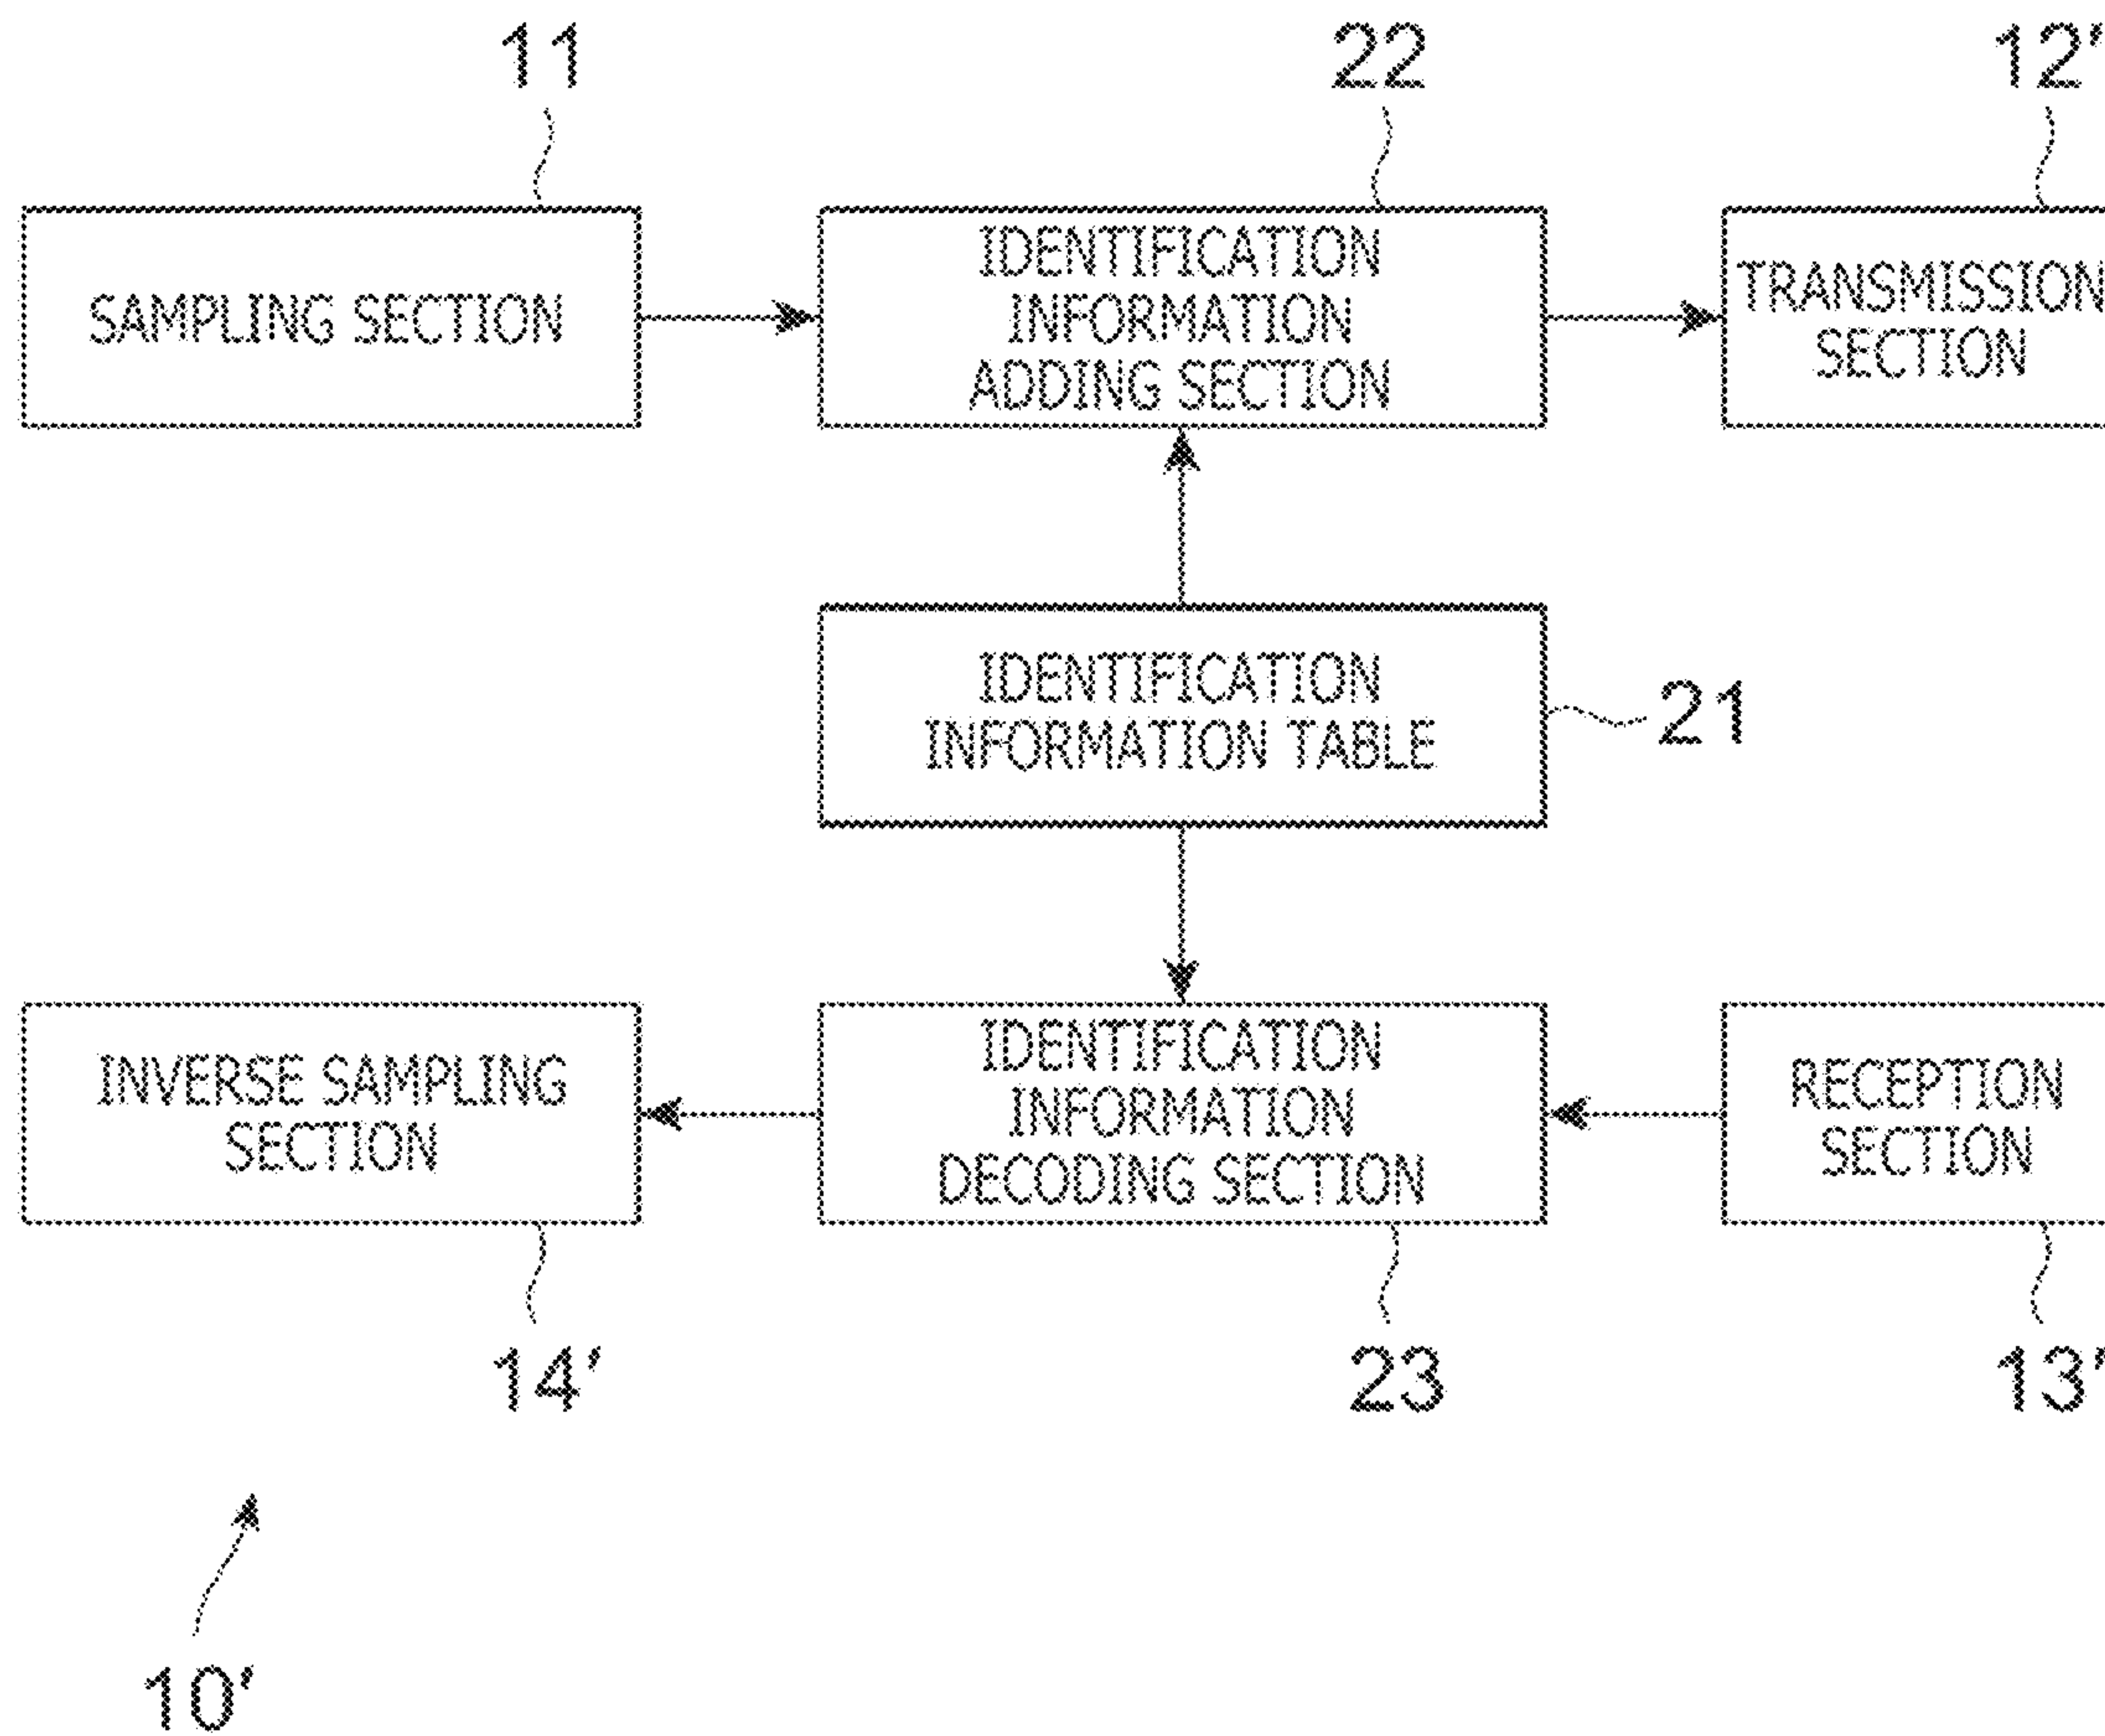 11
22
12'
SAMPLING SECTION
IDENTIFICATION
INFORMATION
ADDING SECTION
TRANSMISSION
SECTION
IDENTIFICATION
INFORMATION TABLE
21
INVERSE SAMPLING
SECTION
IDENTIFICATION
INFORMATION
DECODING SECTION
RECEPTION
SECTION
14'
23
13'
10'